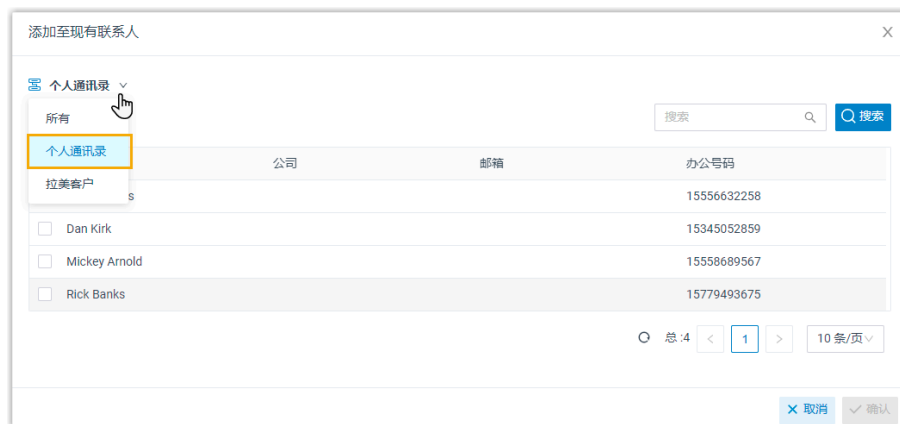 添加至现有联系人
个人通讯录
所有
搜索 搜索
个人通讯录
公司 邮箱 办公号码
拉美客户
s 15556632258
Dan Kirk 15345052859
Mickey Arnold 15558689567
Rick Banks 15779493675
总 :4 < 1 > 10 条/页
取消 确认